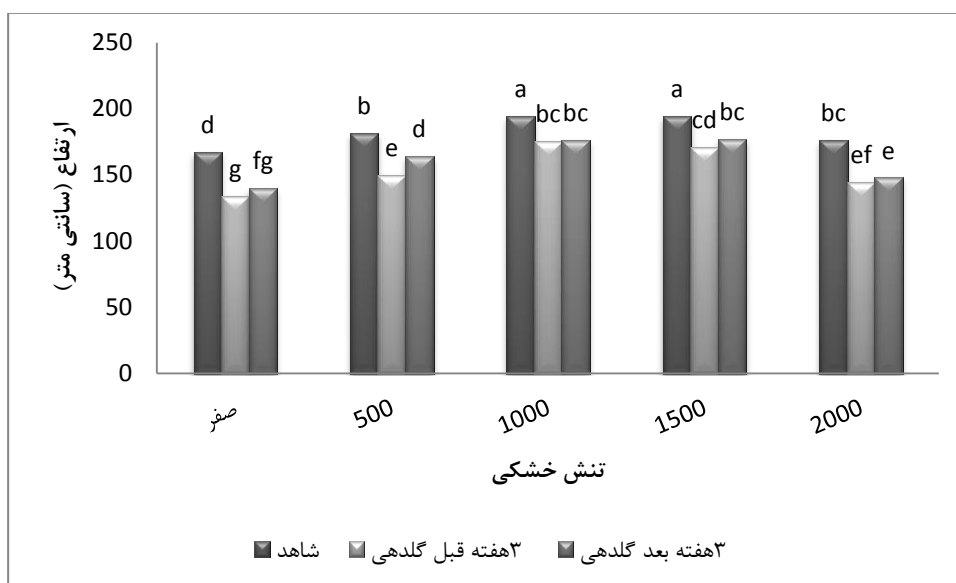 ارتفاع (سانتی متر)
250
200
150
100
50
0
d g fg
b e d
a bc bc
a cd bc
bc ef e
صفر 500 1000 1500 2000
تنش خشکی
شاهد ۳هفته قبل گلدهی ۳هفته بعد گلدهی